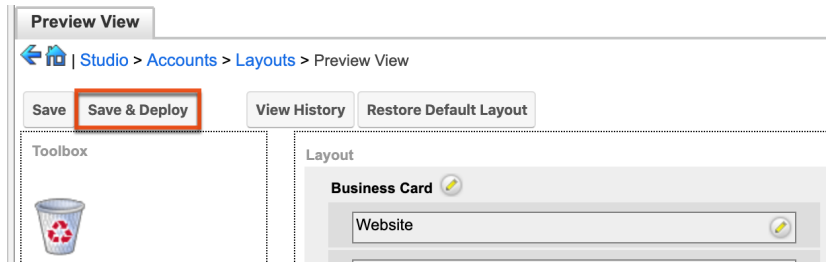 Preview View
| Studio > Accounts > Layouts > Preview View
Save Save & Deploy View History Restore Default Layout
Toolbox
Layout
Business Card
Website